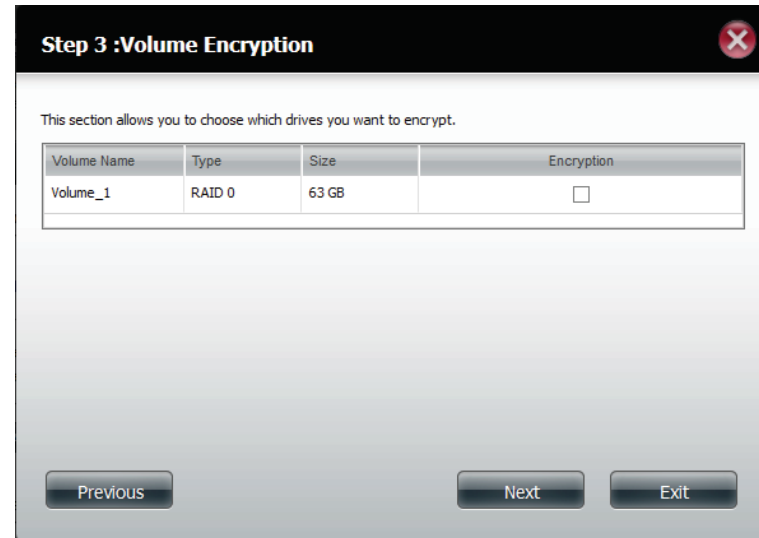 Step 3 :Volume Encryption
This section allows you to choose which drives you want to encrypt.
Volume Name Type Size Encryption
Volume_1 RAID 0 63 GB
Previous Next Exit